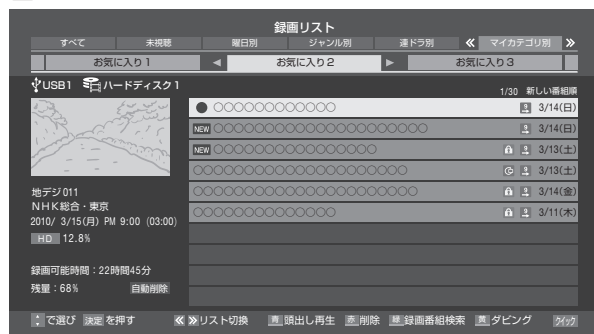 録画リスト
すべて 未視聴 曜日別 ジャンル別 連ドラ別 ≪ マイカテゴリ別 ≫
お気に入り1 ◀ お気に入り2 ▶ お気に入り3
USB1 ハードディスク1
1/30 新しい番組順
● ○○○○○○○○○○○○ 3/14(日)
NEW ○○○○○○○○○○○○○○○○○○○○○ 3/14(日)
NEW ○○○○○○○○○○○○○○○○ 3/13(土)
○○○○○○○○○○○○○○○○○○○○○ 3/13(土)
○○○○○○○○○○○○○○○○○○○○○○ 3/14(金)
○○○○○○○○○○○○○○ 3/11(木)
地デジ011
NHK総合・東京
2010/ 3/15(月) PM 9:00 (03:00)
HD 12.8%
録画可能時間:22時間45分
残量:68% 自動削除
で選び 決定 を押す ≪ ≫リスト切換 青 頭出し再生 赤 削除 緑 録画番組検索 黄 ダビング クイック